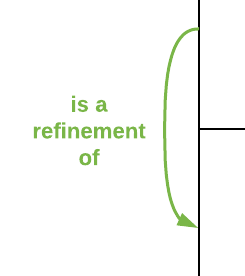 is a
refinement
of